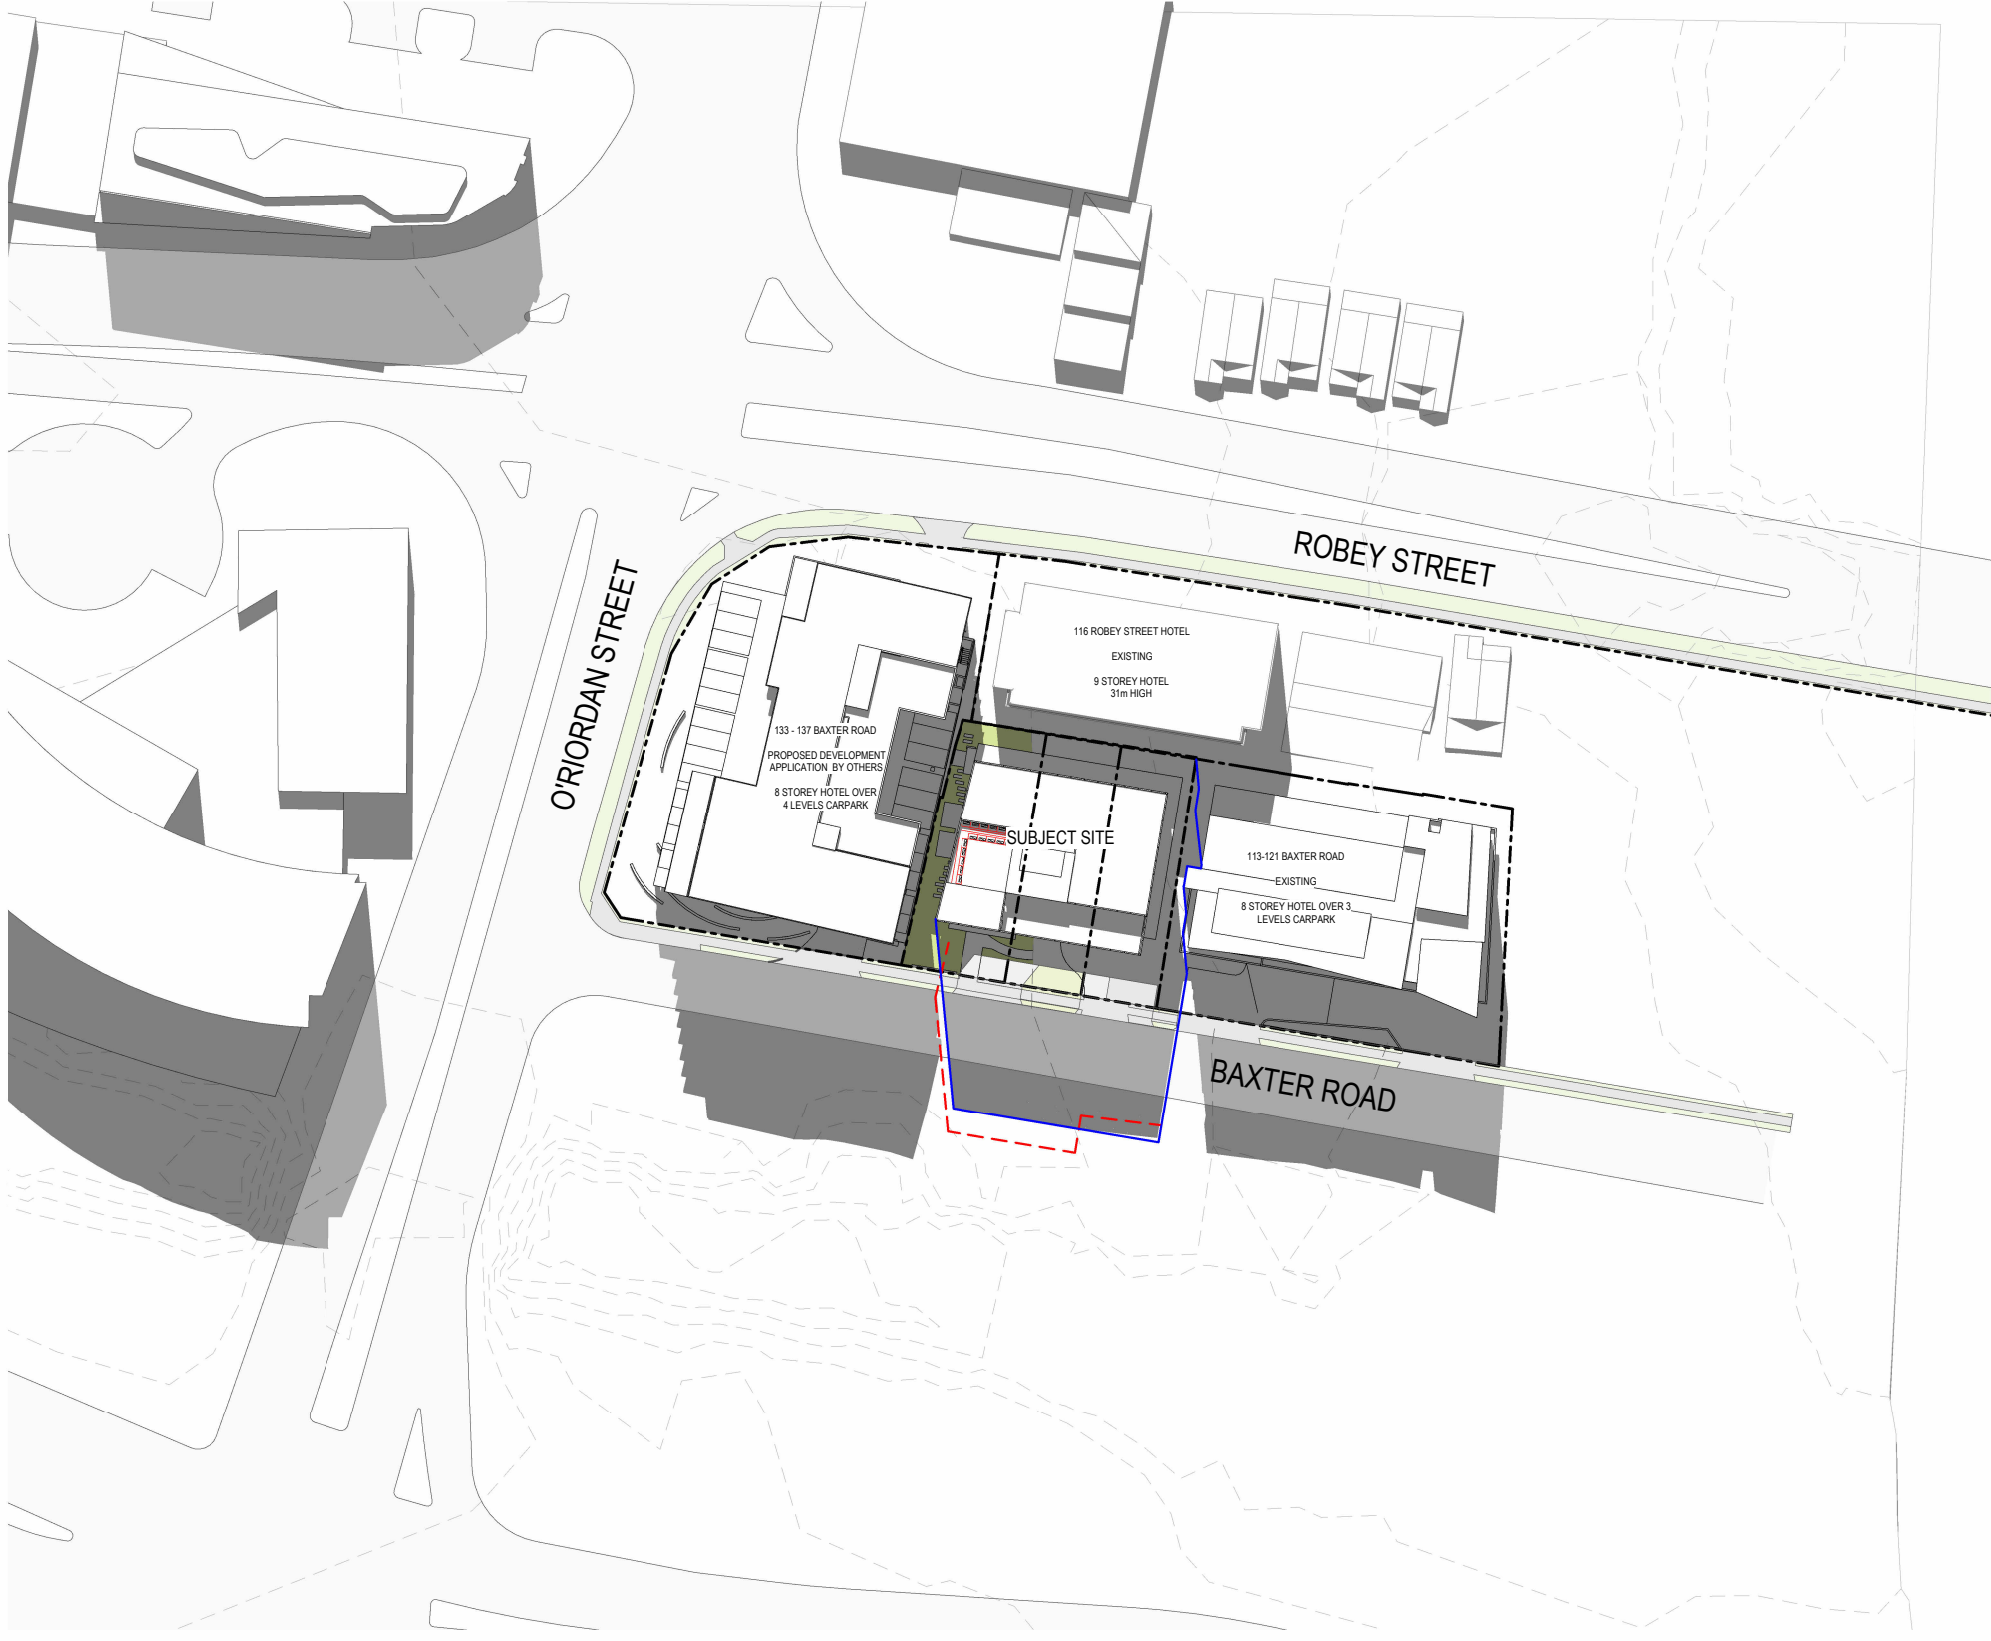 ROBEY STREET
O'RIORDAN STREET
116 ROBEY STREET HOTEL
EXISTING
9 STOREY HOTEL
31m HIGH
133 - 137 BAXTER ROAD
PROPOSED DEVELOPMENT
APPLICATION BY OTHERS
8 STOREY HOTEL OVER
4 LEVELS CARPARK
SUBJECT SITE
113-121 BAXTER ROAD
EXISTING
8 STOREY HOTEL OVER 3
LEVELS CARPARK
BAXTER ROAD